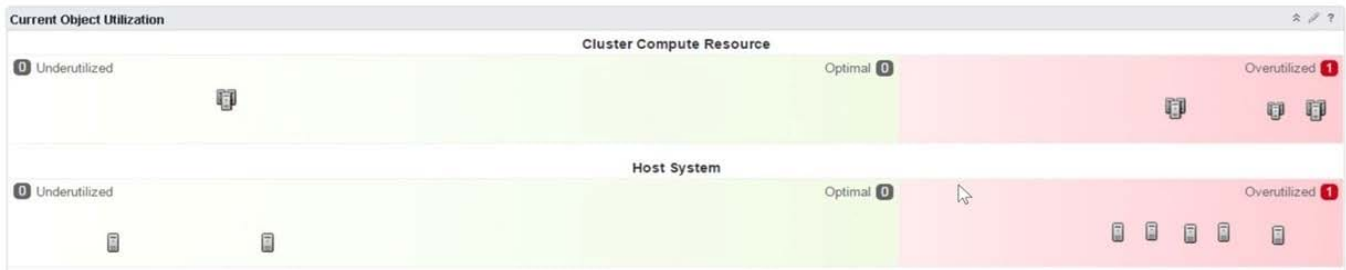 Current Object Utilization ?
Cluster Compute Resource
0 Underutilized Optimal 0 Overutilized 1
Host System
0 Underutilized Optimal 0 Overutilized 1